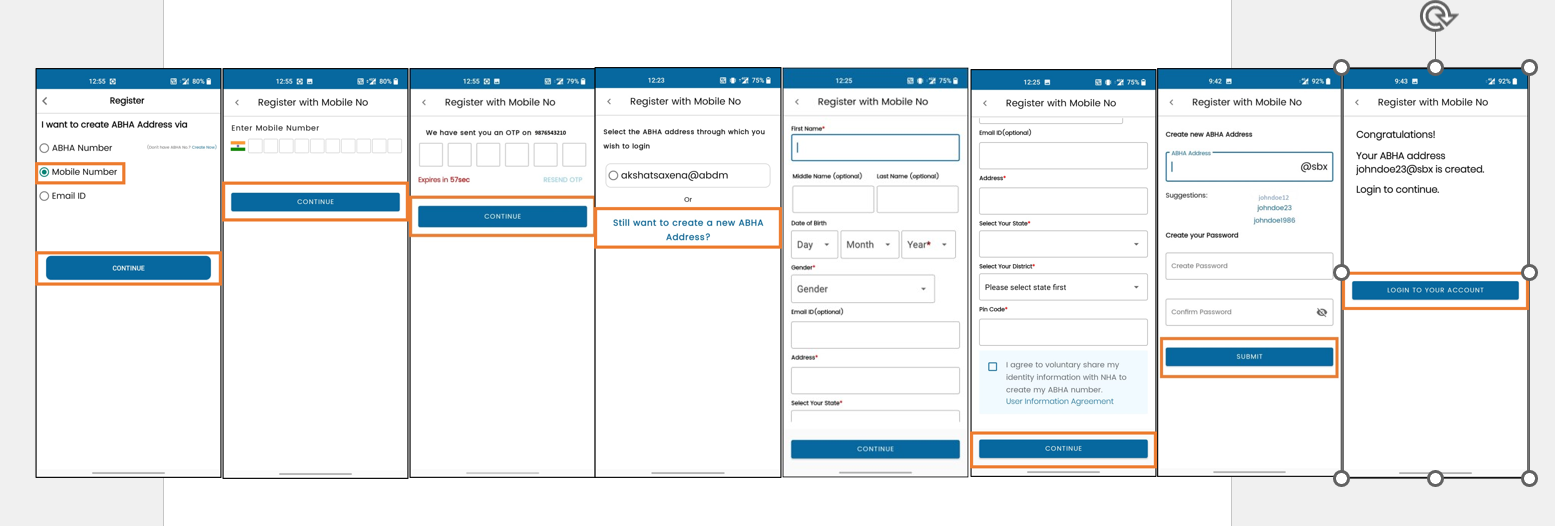 12:55 80%
Register
I want to create ABHA Address via
ABHA Number (Don't have ABHA No.? Create Now)
Mobile Number
Email ID
CONTINUE
12:55 80%
Register with Mobile No
Enter Mobile Number
CONTINUE
12:55 79%
Register with Mobile No
We have sent you an OTP on 9876543210
Expires in 57sec RESEND OTP
CONTINUE
12:23 75%
Register with Mobile No
Select the ABHA address through which you
wish to login
akshatsaxena@abdm
Or
Still want to create a new ABHA
Address?
12:25 75%
Register with Mobile No
First Name*
Middle Name (optional) Last Name (optional)
Date of Birth
Day Month Year*
Gender*
Gender
Email ID(optional)
Address*
Select Your State*
CONTINUE
12:25 75%
Register with Mobile No
Email ID(optional)
Address*
Select Your State*
Select Your District*
Please select state first
Pin Code*
I agree to voluntary share my
identity information with NHA to
create my ABHA number.
User Information Agreement
CONTINUE
9:42 92%
Register with Mobile No
Create new ABHA Address
ABHA Address
@sbx
Suggestions: johndoe12
johndoe23
johndoe1986
Create your Password
Create Password
Confirm Password
SUBMIT
9:43 92%
Register with Mobile No
Congratulations!
Your ABHA address
johndoe23@sbx is created.
Login to continue.
LOGIN TO YOUR ACCOUNT